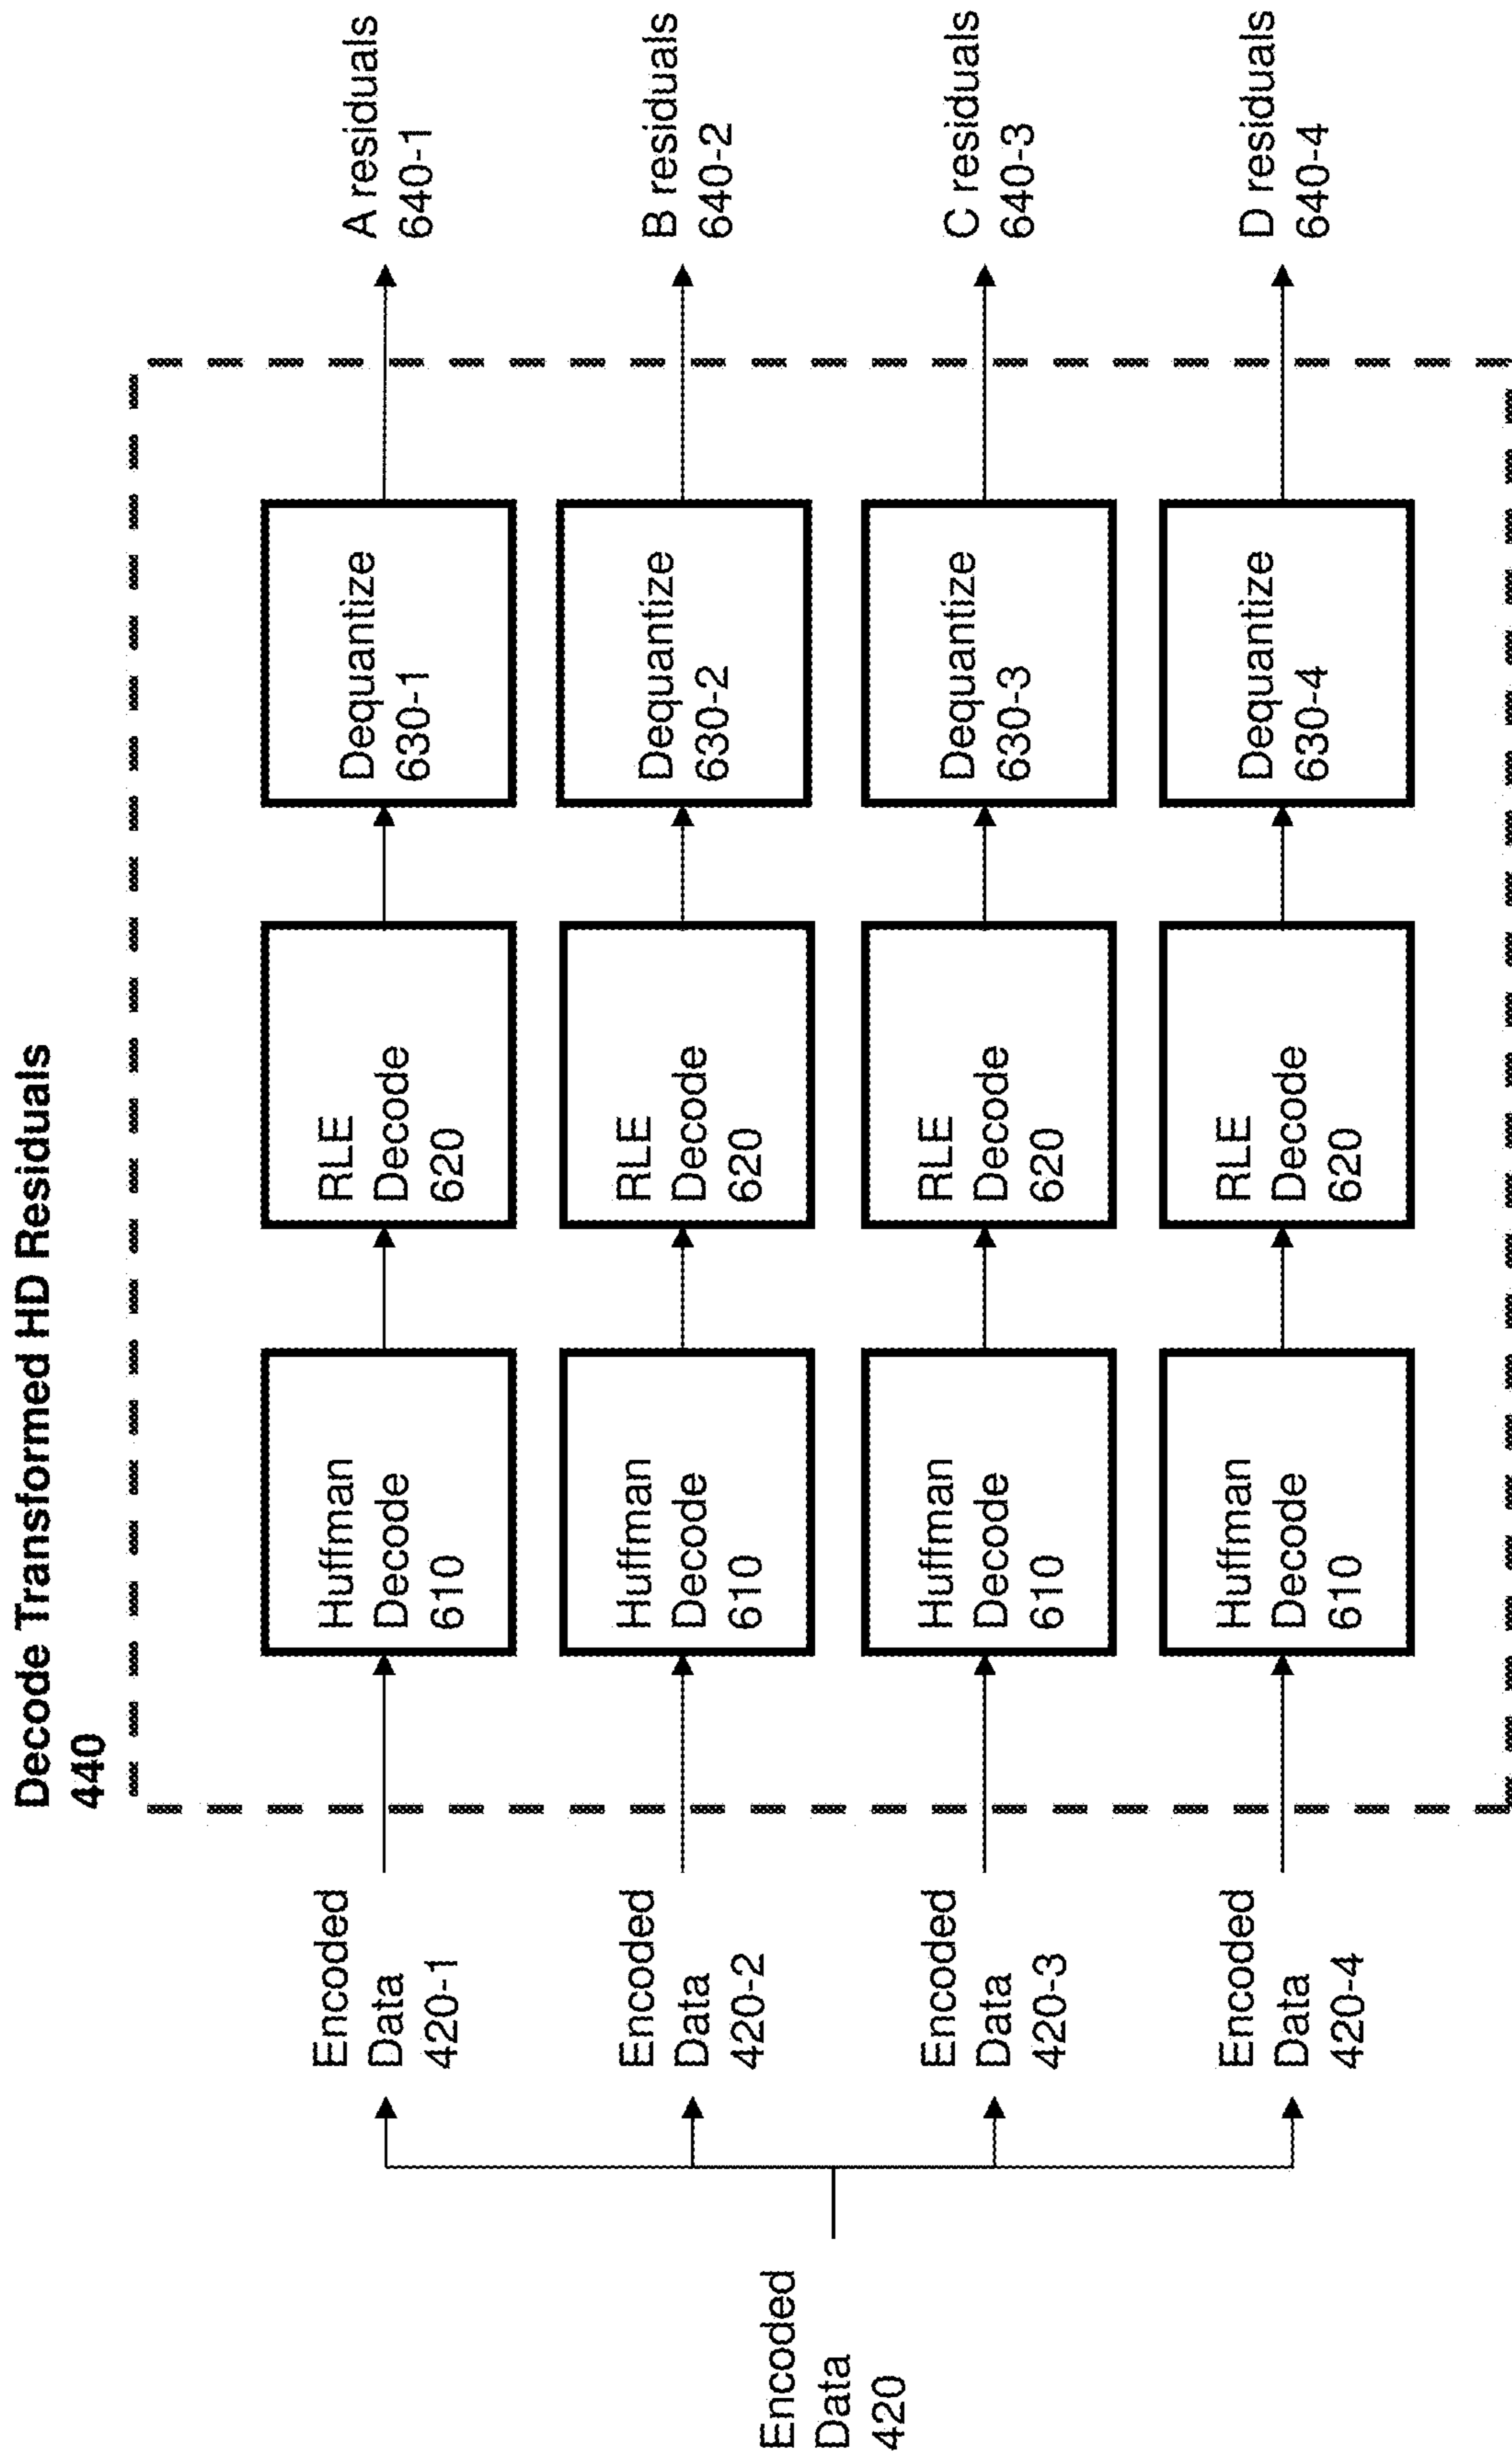 Decode Transformed HD Residuals
440
Encoded
Data
420
Encoded
Data
420-1
Huffman
Decode
610
RLE
Decode
620
Dequantize
630-1
A residuals
640-1
Encoded
Data
420-2
Huffman
Decode
610
RLE
Decode
620
Dequantize
630-2
B residuals
640-2
Encoded
Data
420-3
Huffman
Decode
610
RLE
Decode
620
Dequantize
630-3
C residuals
640-3
Encoded
Data
420-4
Huffman
Decode
610
RLE
Decode
620
Dequantize
630-4
D residuals
640-4